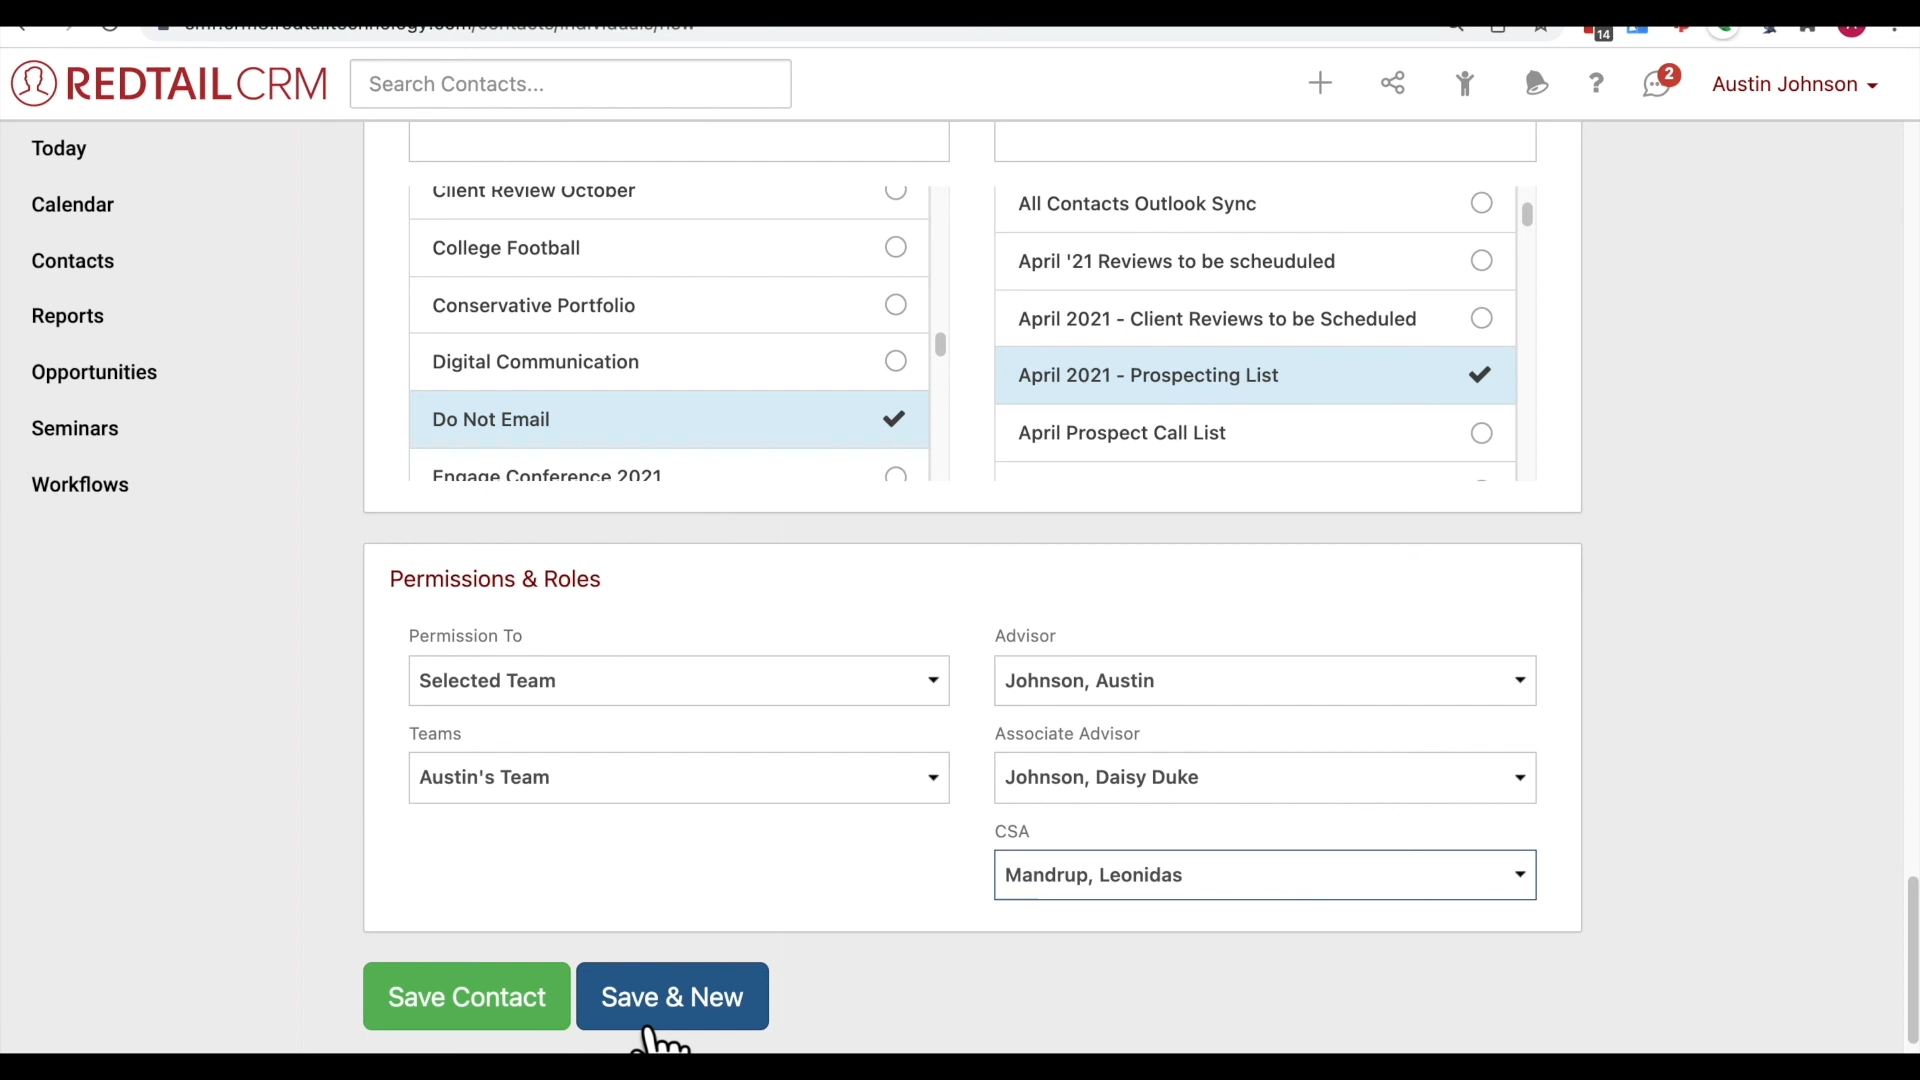 REDTAILCRM
Search Contacts...
14
2
Austin Johnson
Today
Calendar
Contacts
Reports
Opportunities
Seminars
Workflows
Client Review October
College Football
Conservative Portfolio
Digital Communication
Do Not Email
Engage Conference 2021
All Contacts Outlook Sync
April '21 Reviews to be scheuduled
April 2021 - Client Reviews to be Scheduled
April 2021 - Prospecting List
April Prospect Call List
Permissions & Roles
Permission To
Selected Team
Teams
Austin's Team
Advisor
Johnson, Austin
Associate Advisor
Johnson, Daisy Duke
CSA
Mandrup, Leonidas
Save Contact
Save & New